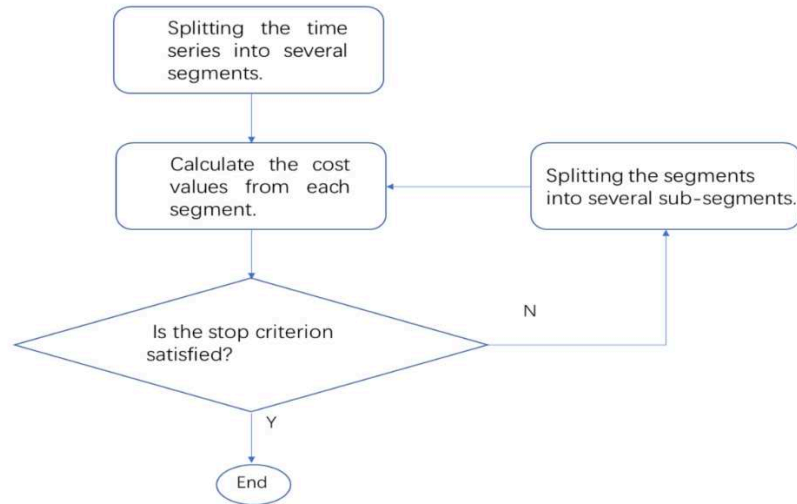 Splitting the time
series into several
segments.
Calculate the cost
values from each
segment.
Splitting the segments
into several sub-segments.
Is the stop criterion
satisfied?
N
Y
End